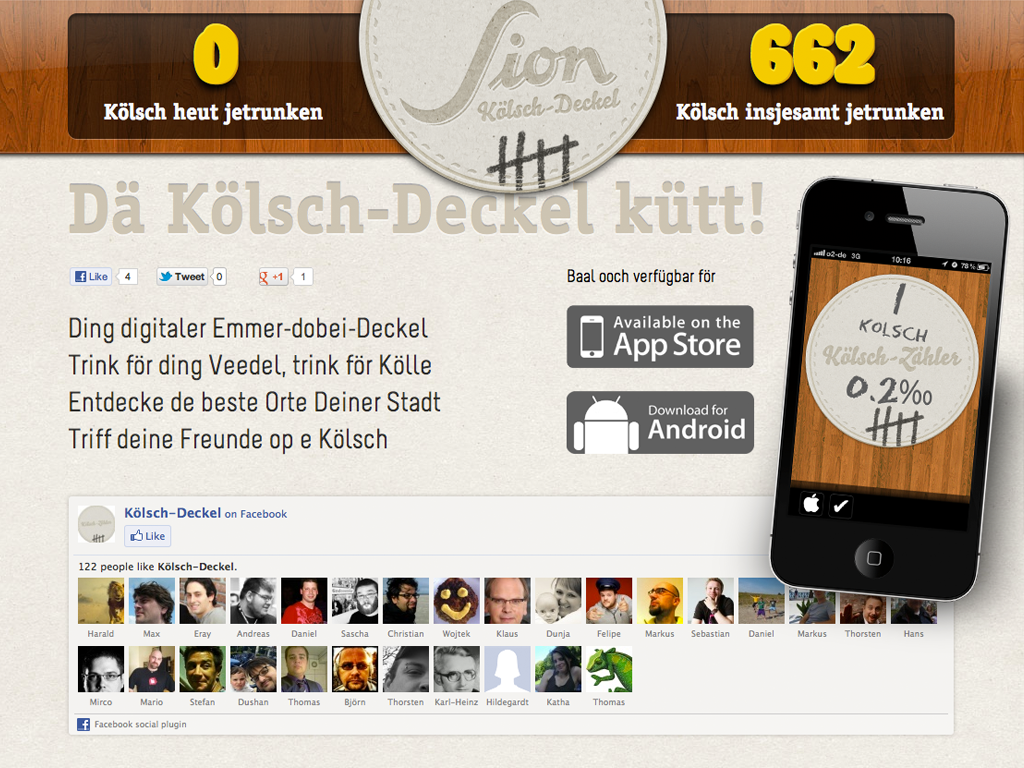 0
Kölsch heut jetrunken
Sion
Kölsch-Deckel
662
Kölsch insjesamt jetrunken
Dä Kölsch-Deckel kütt!
Like 4 Tweet 0 +1 1
Baal ooch verfügbar för
Ding digitaler Emmer-dobei-Deckel
Trink för ding Veedel, trink för Kölle
Entdecke de beste Orte Deiner Stadt
Triff deine Freunde op e Kölsch
Available on the
App Store
Download for
Android
o2-de 3G 10:16 78 %
KÖLSCH
Kölsch-Zähler
0.2‰
Kölsch-Deckel on Facebook
Like
122 people like Kölsch-Deckel.
Harald Max Eray Andreas Daniel Sascha Christian Wojtek Klaus Dunja Felipe Markus Sebastian Daniel Markus Thorsten Hans
Mirco Mario Stefan Dushan Thomas Björn Thorsten Karl-Heinz Hildegardt Katha Thomas
Facebook social plugin